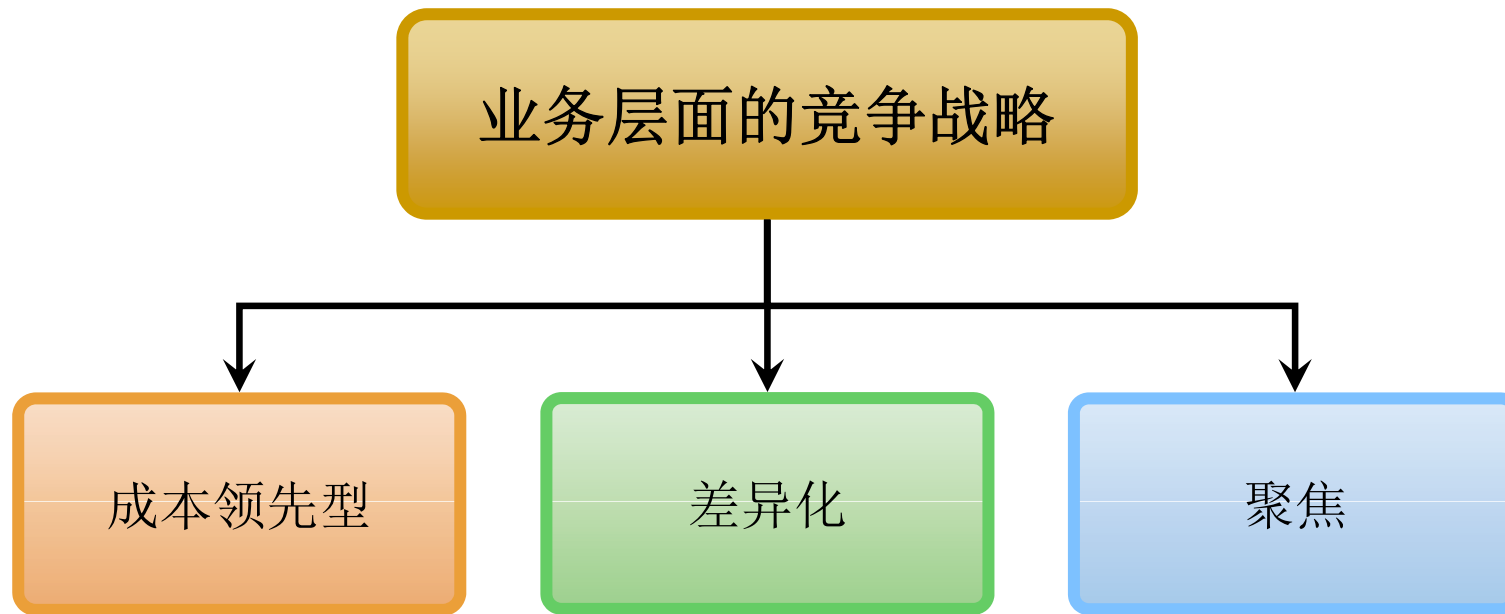 业务层面的竞争战略
成本领先型
差异化
聚焦